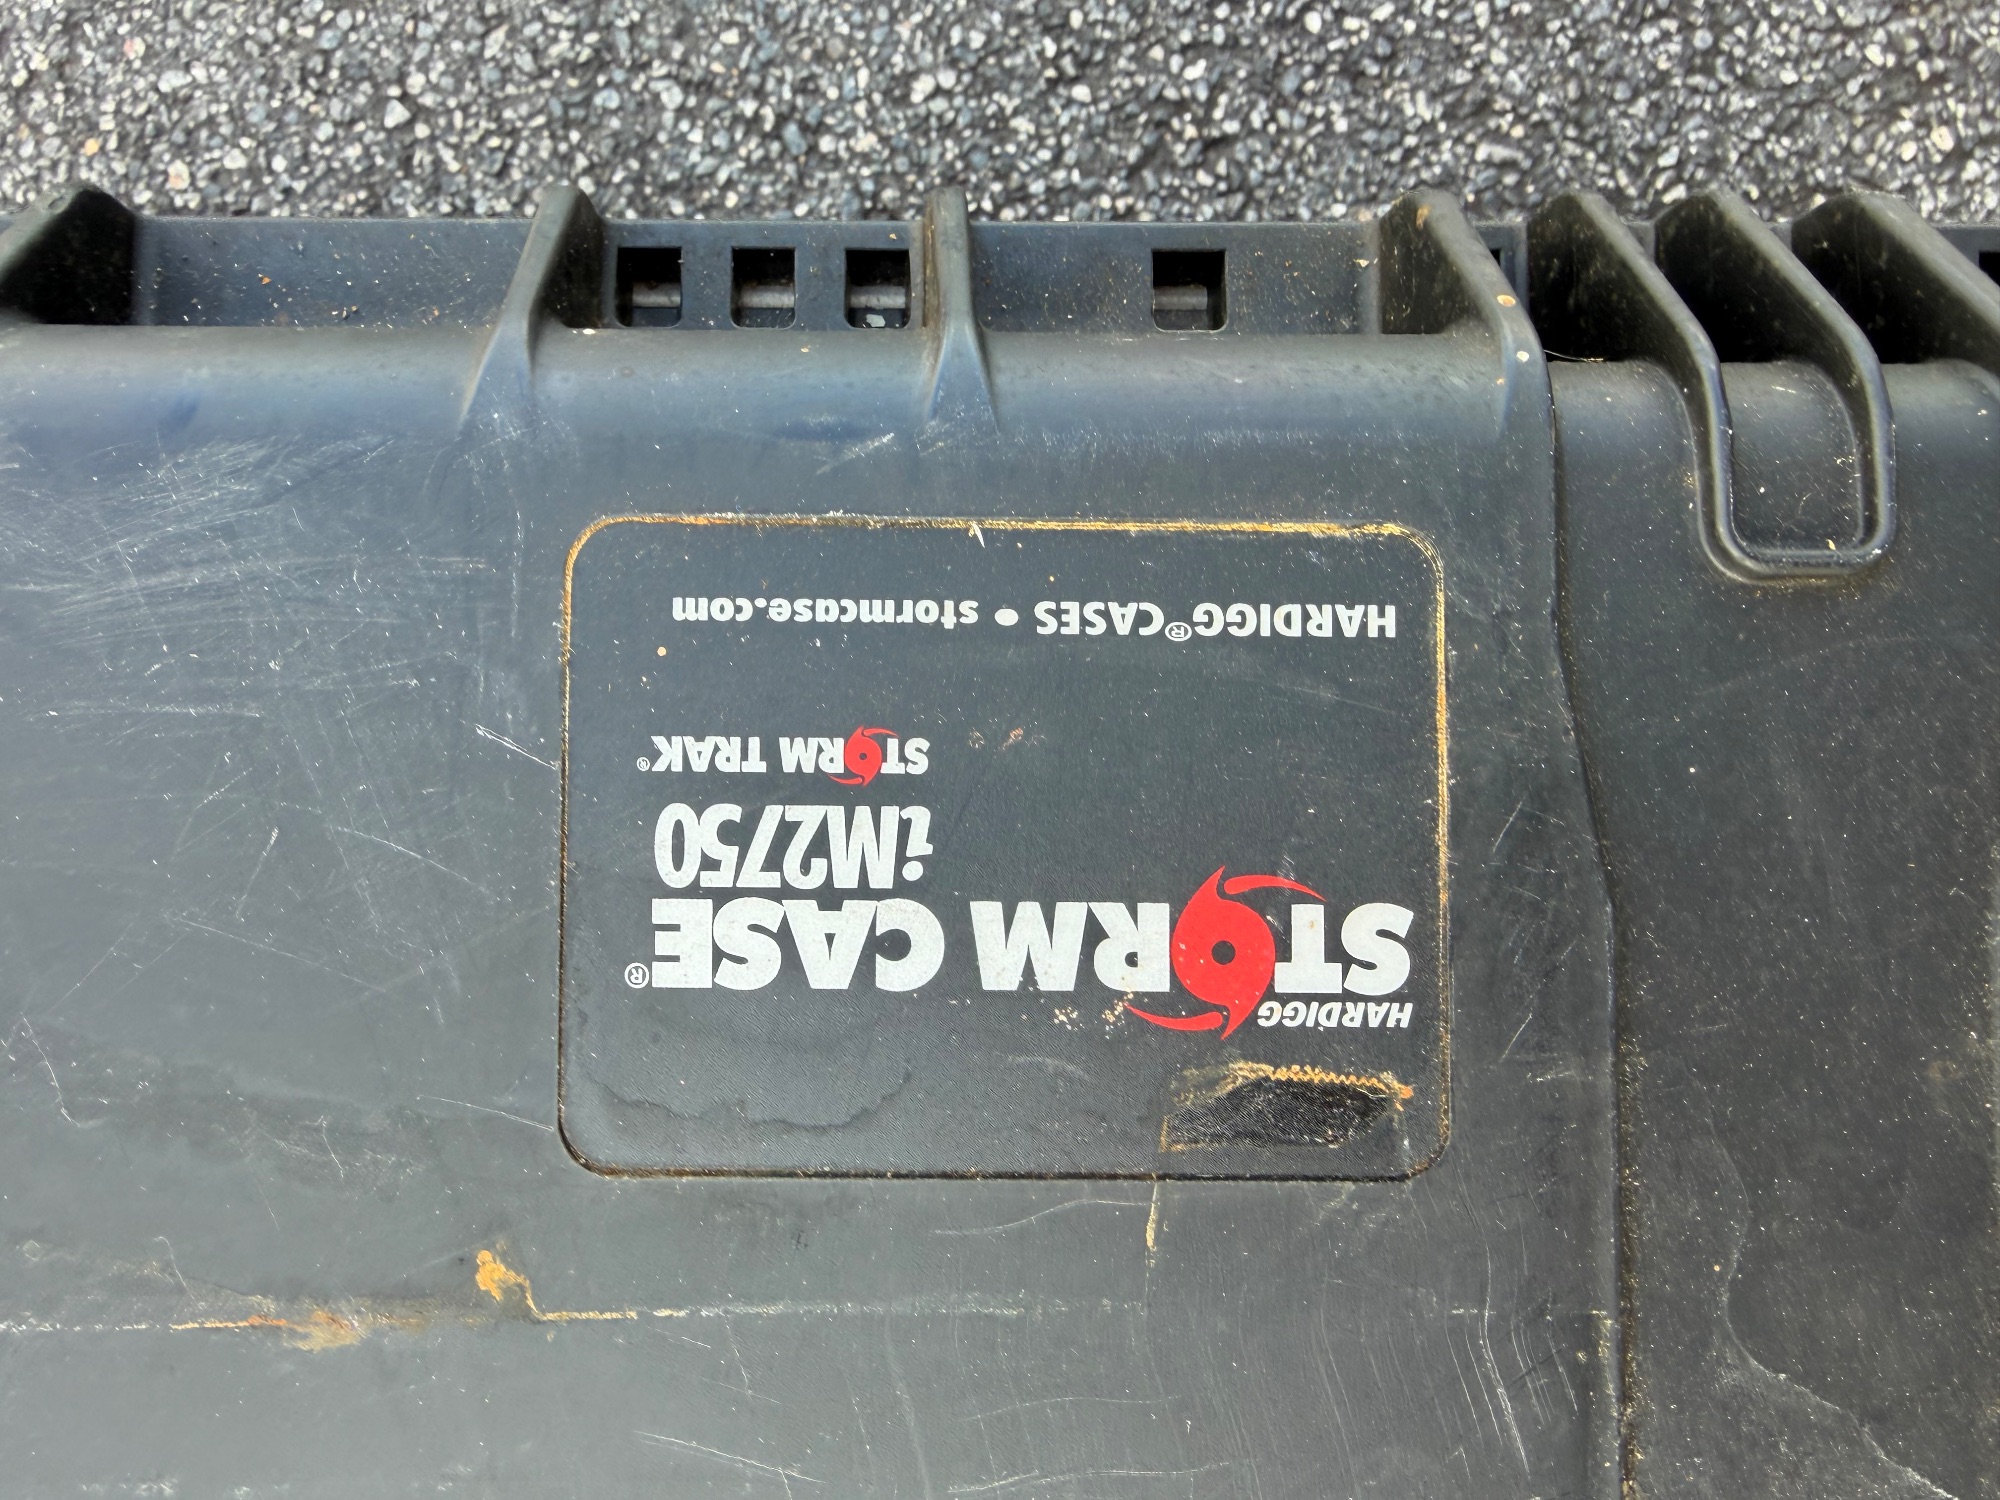 HARDIGG
STORM CASE®
iM2750
STORM TRAK®
HARDIGG® CASES • stormcase.com